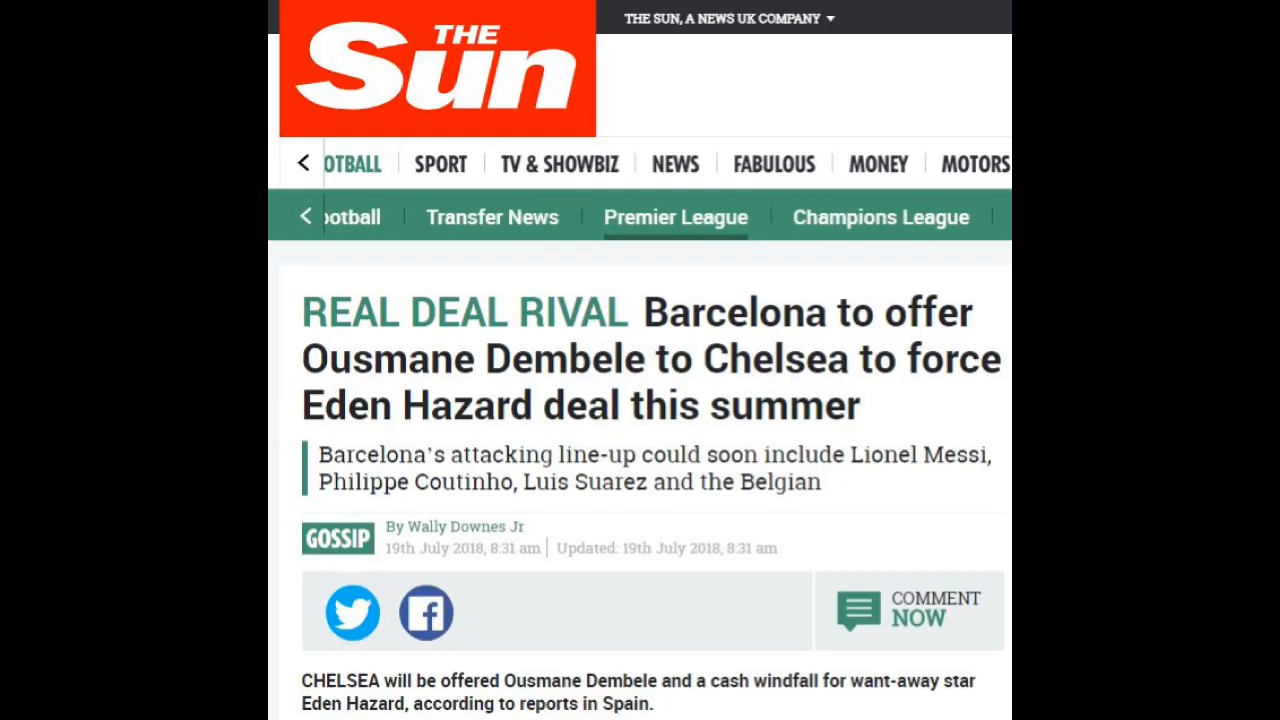 THE SUN, A NEWS UK COMPANY
THE
Sun
OTBALL SPORT TV & SHOWBIZ NEWS FABULOUS MONEY MOTORS
ootball Transfer News Premier League Champions League
REAL DEAL RIVAL Barcelona to offer
Ousmane Dembele to Chelsea to force
Eden Hazard deal this summer
Barcelona's attacking line-up could soon include Lionel Messi,
Philippe Coutinho, Luis Suarez and the Belgian
GOSSIP
By Wally Downes Jr
19th July 2018, 8:31 am | Updated: 19th July 2018, 8:31 am
COMMENT
NOW
CHELSEA will be offered Ousmane Dembele and a cash windfall for want-away star
Eden Hazard, according to reports in Spain.